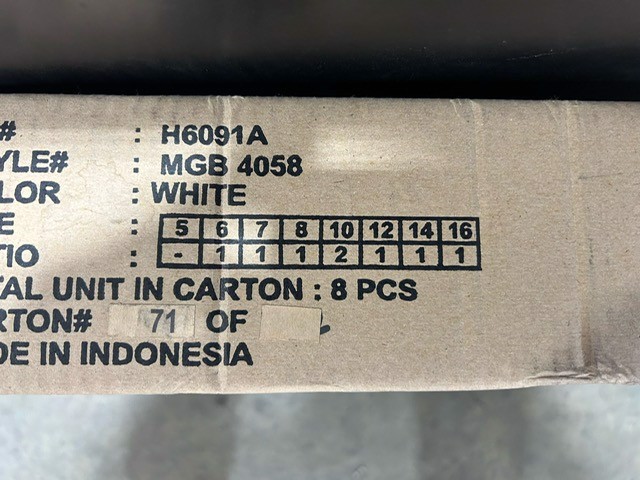 # : H6091A
YLE# : MGB 4058
LOR : WHITE
E : 5 6 7 8 10 12 14 16
TIO : - 1 1 1 2 1 1 1
TAL UNIT IN CARTON : 8 PCS
RTON# 71 OF
DE IN INDONESIA